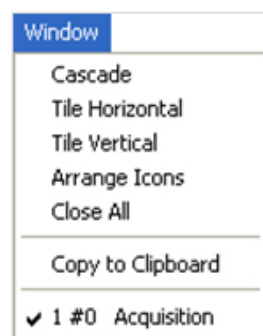 Window
Cascade
Tile Horizontal
Tile Vertical
Arrange Icons
Close All
Copy to Clipboard
✔ 1 #0 Acquisition